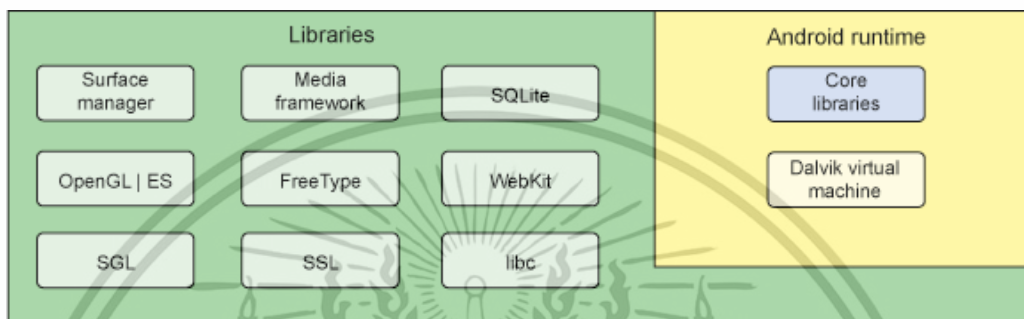 Libraries
Android runtime
Surface
manager
Media
framework
SQLite
Core
libraries
OpenGL | ES
FreeType
WebKit
Dalvik virtual
machine
SGL
SSL
libc